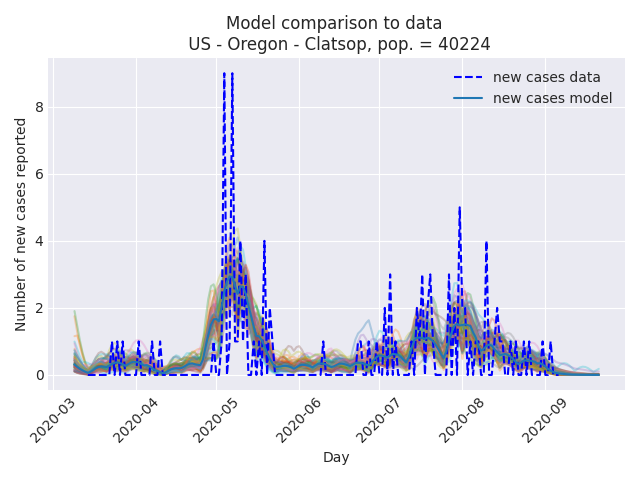 Model comparison to data
US - Oregon - Clatsop, pop. = 40224
new cases data
new cases model
Number of new cases reported
8
6
4
2
0
2020-03
2020-04
2020-05
2020-06
2020-07
2020-08
2020-09
Day